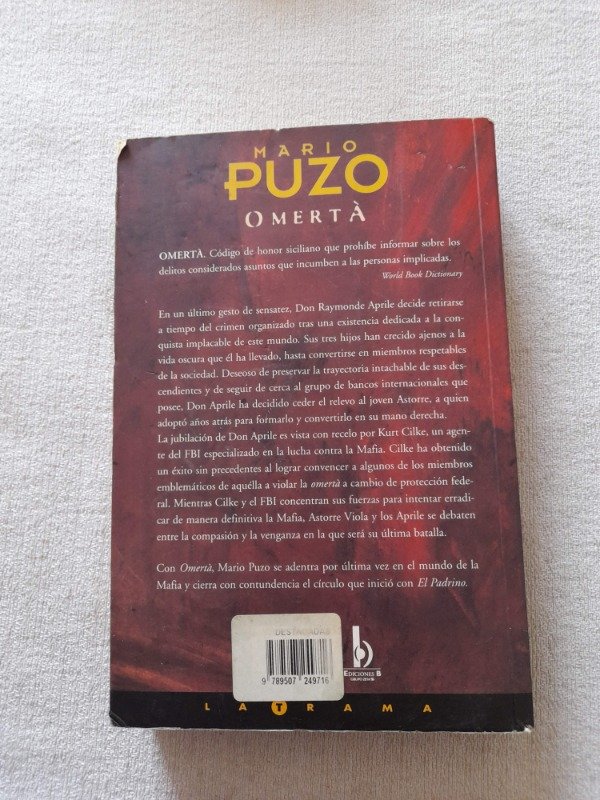 MARIO
PUZO
OMERTÀ
OMERTÀ. Código de honor siciliano que prohíbe informar sobre los
delitos considerados asuntos que incumben a las personas implicadas.
World Book Dictionary
En un último gesto de sensatez, Don Raymonde Aprile decide retirarse
a tiempo del crimen organizado tras una existencia dedicada a la con-
quista implacable de este mundo. Sus tres hijos han crecido ajenos a la
vida oscura que él ha llevado, hasta convertirse en miembros respetables
de la sociedad. Deseoso de preservar la trayectoria intachable de sus des-
cendientes y de seguir de cerca al grupo de bancos internacionales que
posee, Don Aprile ha decidido ceder el relevo al joven Astorre, a quien
adoptó años atrás para formarlo y convertirlo en su mano derecha.
La jubilación de Don Aprile es vista con recelo por Kurt Cilke, un agen-
te del FBI especializado en la lucha contra la Mafia. Cilke ha obtenido
un éxito sin precedentes al lograr convencer a algunos de los miembros
emblemáticos de aquélla a violar la omertà a cambio de protección fede-
ral. Mientras Cilke y el FBI concentran sus fuerzas para intentar erradi-
car de manera definitiva la Mafia, Astorre Viola y los Aprile se debaten
entre la compasión y la venganza en la que será su última batalla.
Con Omertà, Mario Puzo se adentra por última vez en el mundo de la
Mafia y cierra con contundencia el círculo que inició con El Padrino.
DESTACADAS
9 789507 249716
EDICIONES B
GRUPO ZETA
LA TRAMA